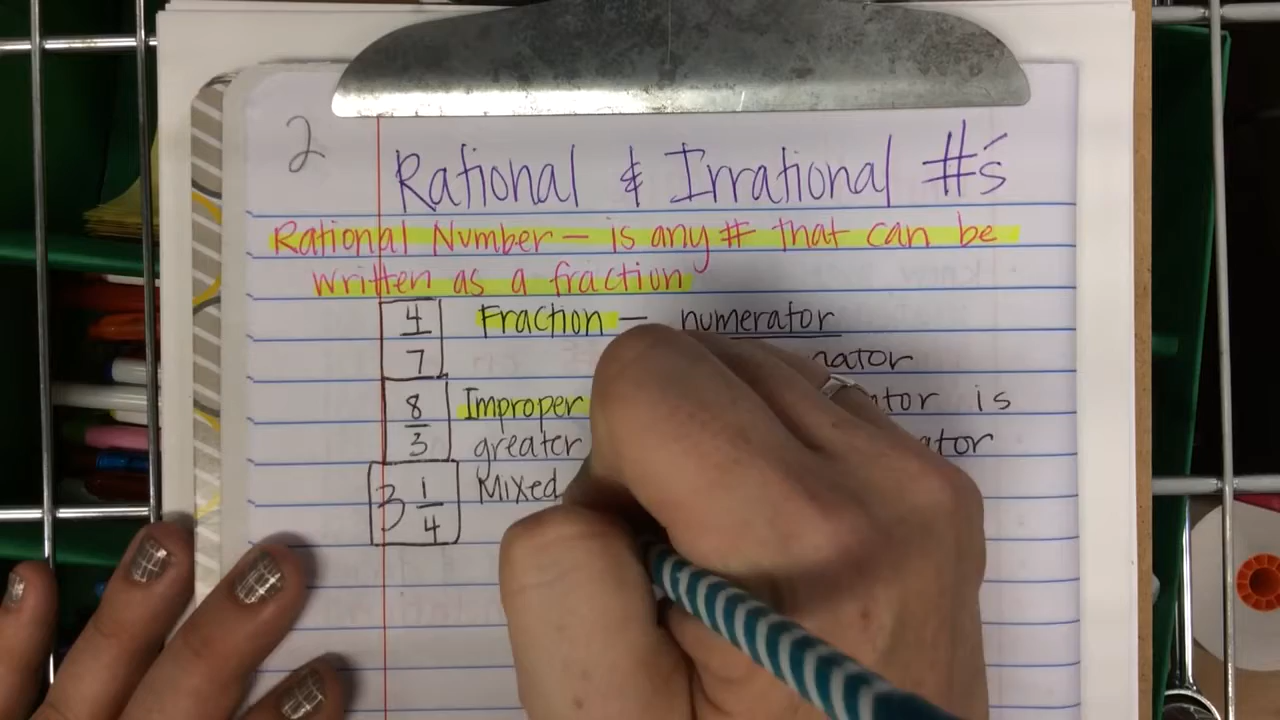 2
Rational & Irrational #'s
Rational Number - is any # that can be
written as a fraction
4/7 Fraction - numerator
nator
8/3 Improper tor is
greater ator
3 1/4 Mixed